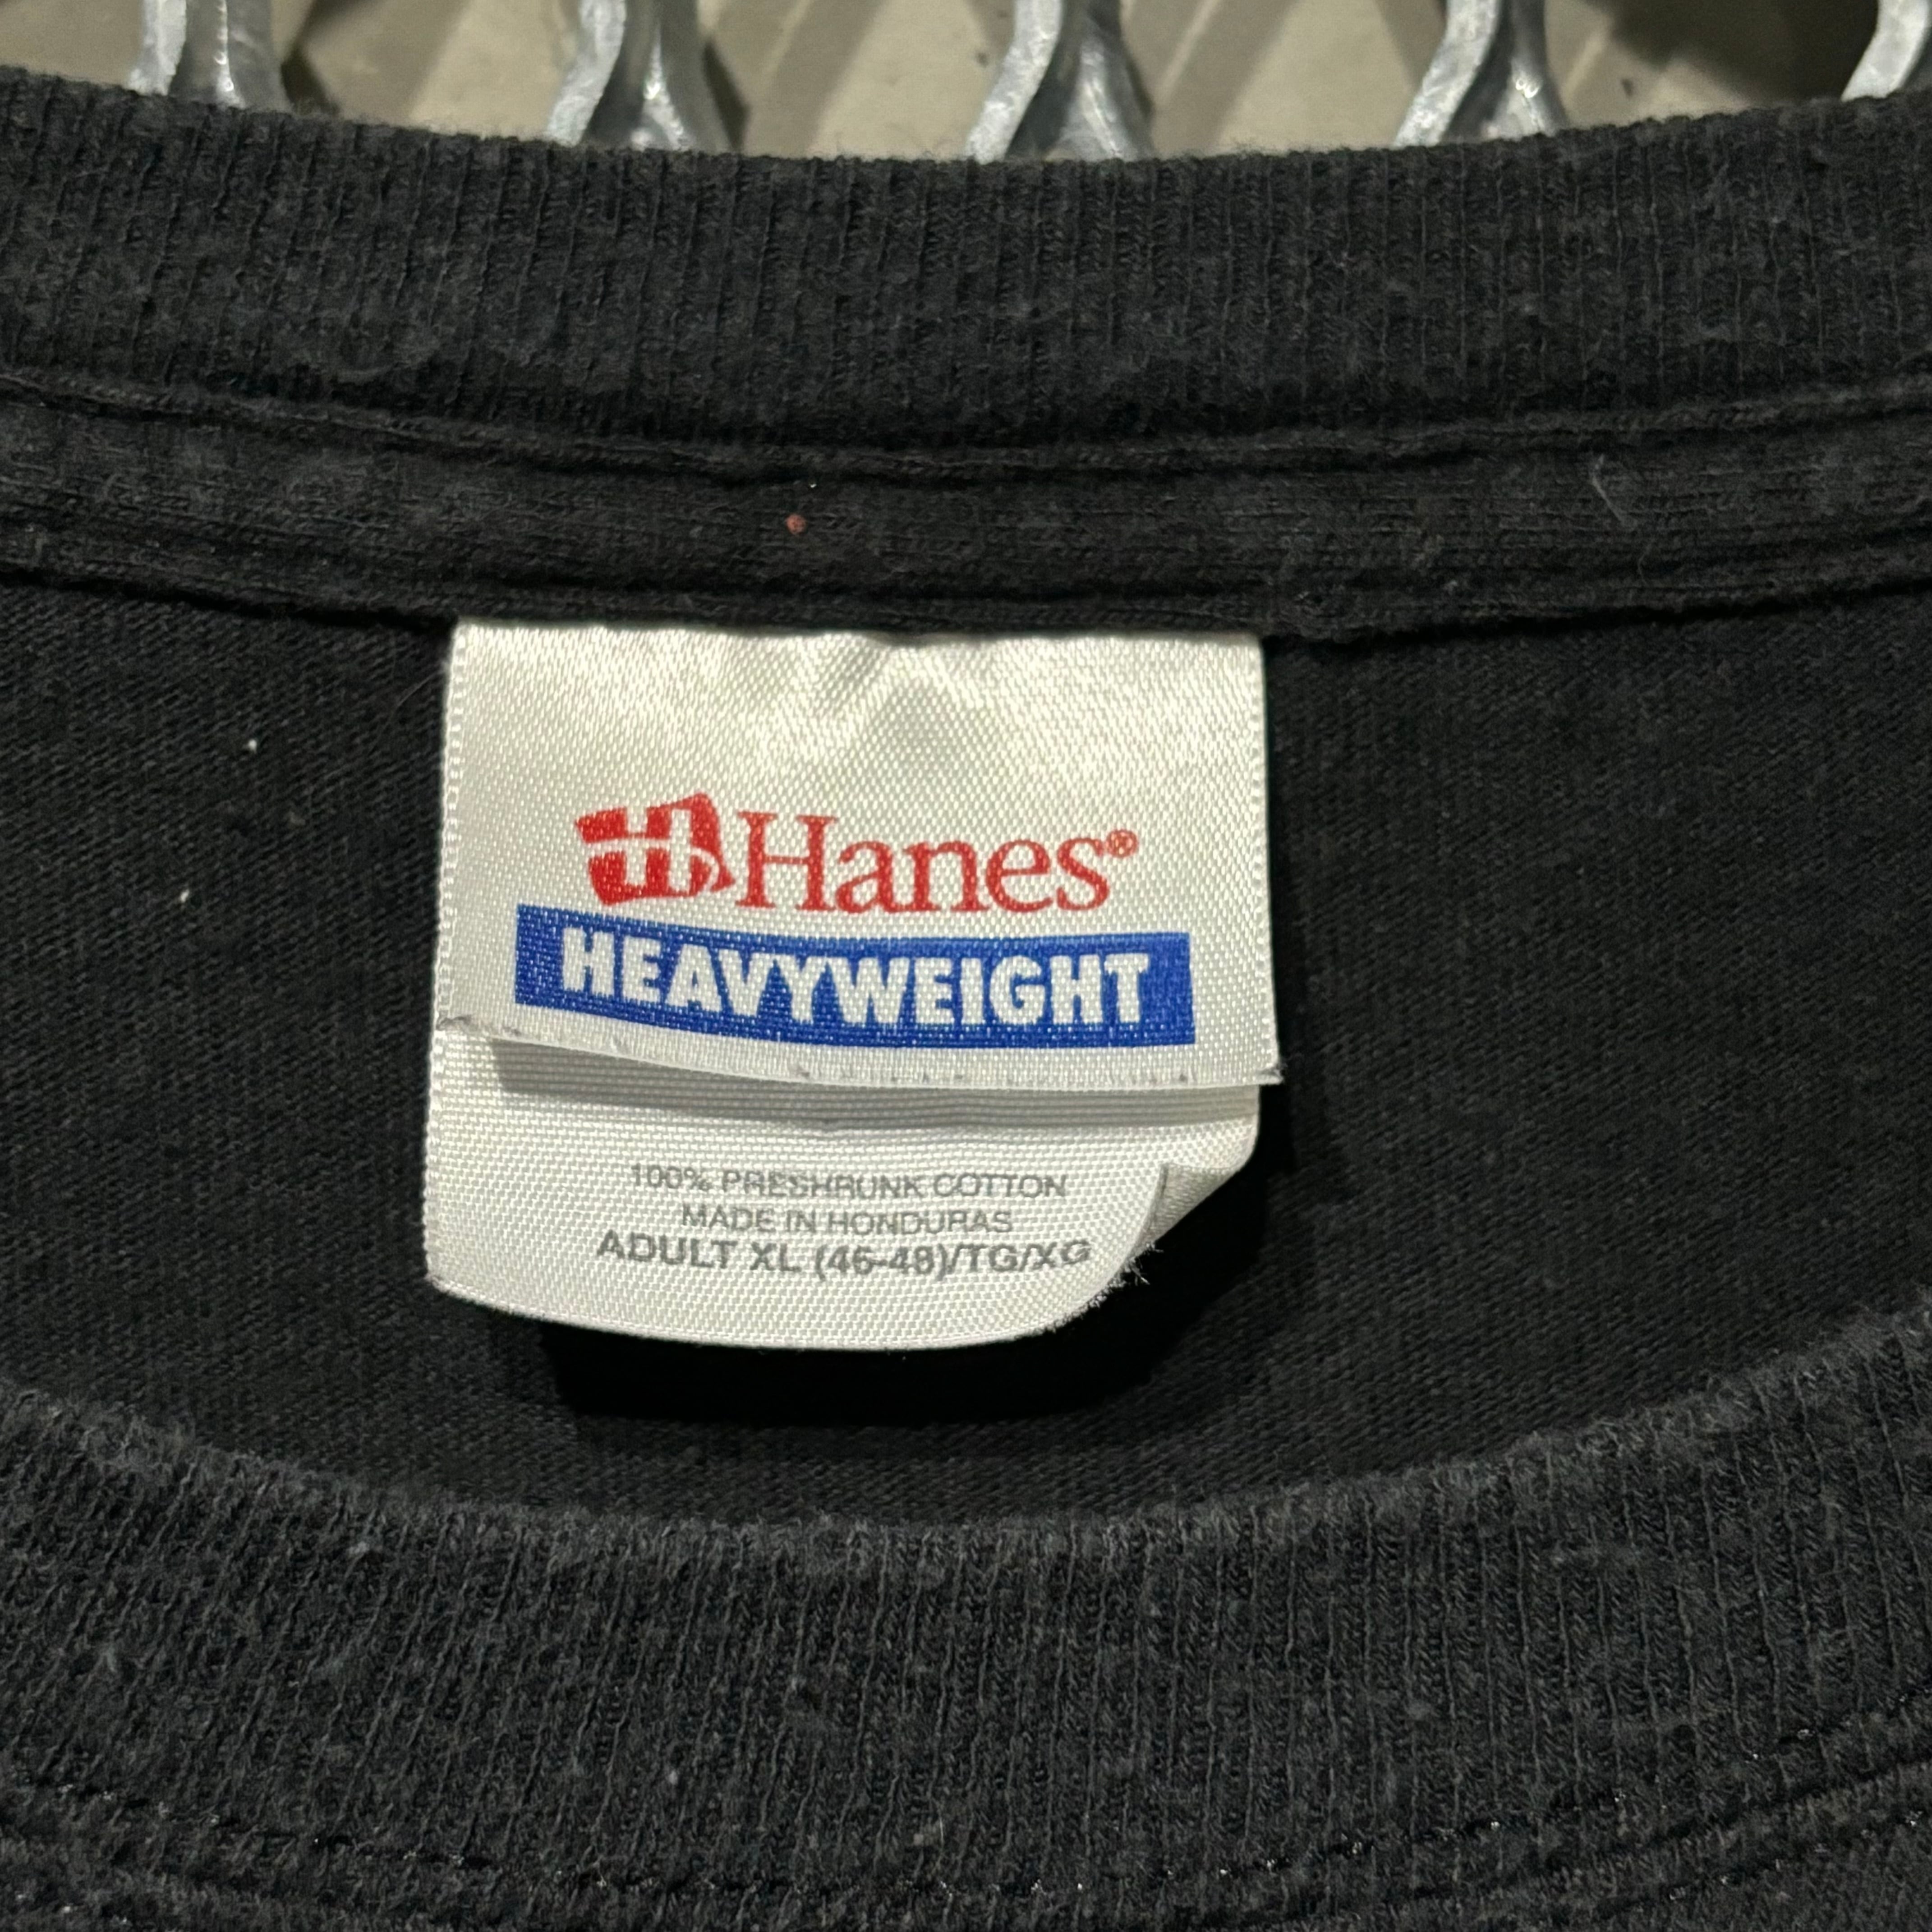 Hanes®
HEAVYWEIGHT
100% PRESHRUNK COTTON
MADE IN HONDURAS
ADULT XL (46-48)/TG/XG